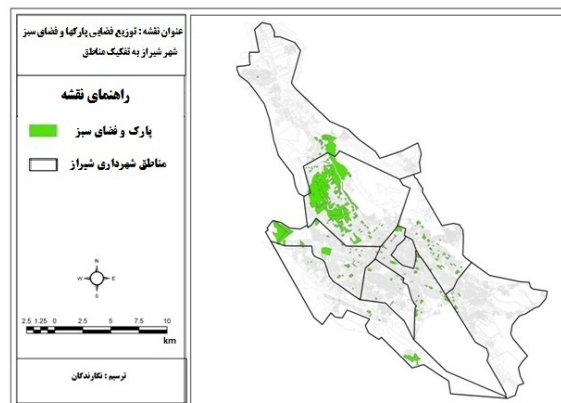 عنوان نقشه : توزیع فضایی پارکها و فضای سبز
شهر شیراز به تفکیک مناطق
راهنمای نقشه
پارک و فضای سبز
مناطق شهرداری شیراز
N
W E
S
2.5 1.25 0 2.5 5 7.5 10
km
ترسیم : نگارندگان